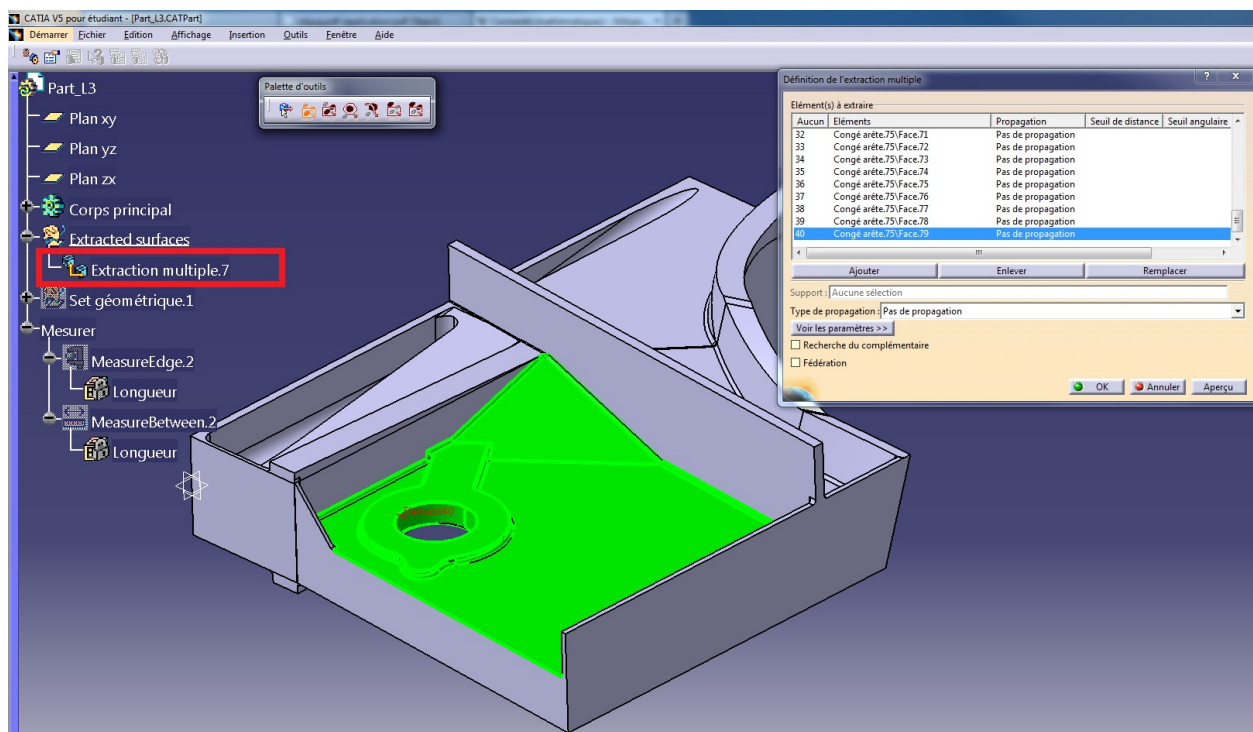 CATIA V5 pour étudiant - [Part_L3.CATPart]
Démarrer Fichier Edition Affichage Insertion Outils Fenêtre Aide
Part_L3
Plan xy
Plan yz
Plan zx
Corps principal
Extracted surfaces
Extraction multiple.7
Set géométrique.1
Mesurer
MeasureEdge.2
Longueur
MeasureBetween.2
Longueur
Palette d'outils
Définition de l'extraction multiple
Elément(s) à extraire
Aucun Eléments Propagation Seuil de distance Seuil angulaire
32 Congé arête.75\Face.71 Pas de propagation
33 Congé arête.75\Face.72 Pas de propagation
34 Congé arête.75\Face.73 Pas de propagation
35 Congé arête.75\Face.74 Pas de propagation
36 Congé arête.75\Face.75 Pas de propagation
37 Congé arête.75\Face.76 Pas de propagation
38 Congé arête.75\Face.77 Pas de propagation
39 Congé arête.75\Face.78 Pas de propagation
40 Congé arête.75\Face.79 Pas de propagation
Ajouter Enlever Remplacer
Support : Aucune sélection
Type de propagation : Pas de propagation
Voir les paramètres >>
Recherche du complémentaire
Fédération
OK Annuler Aperçu